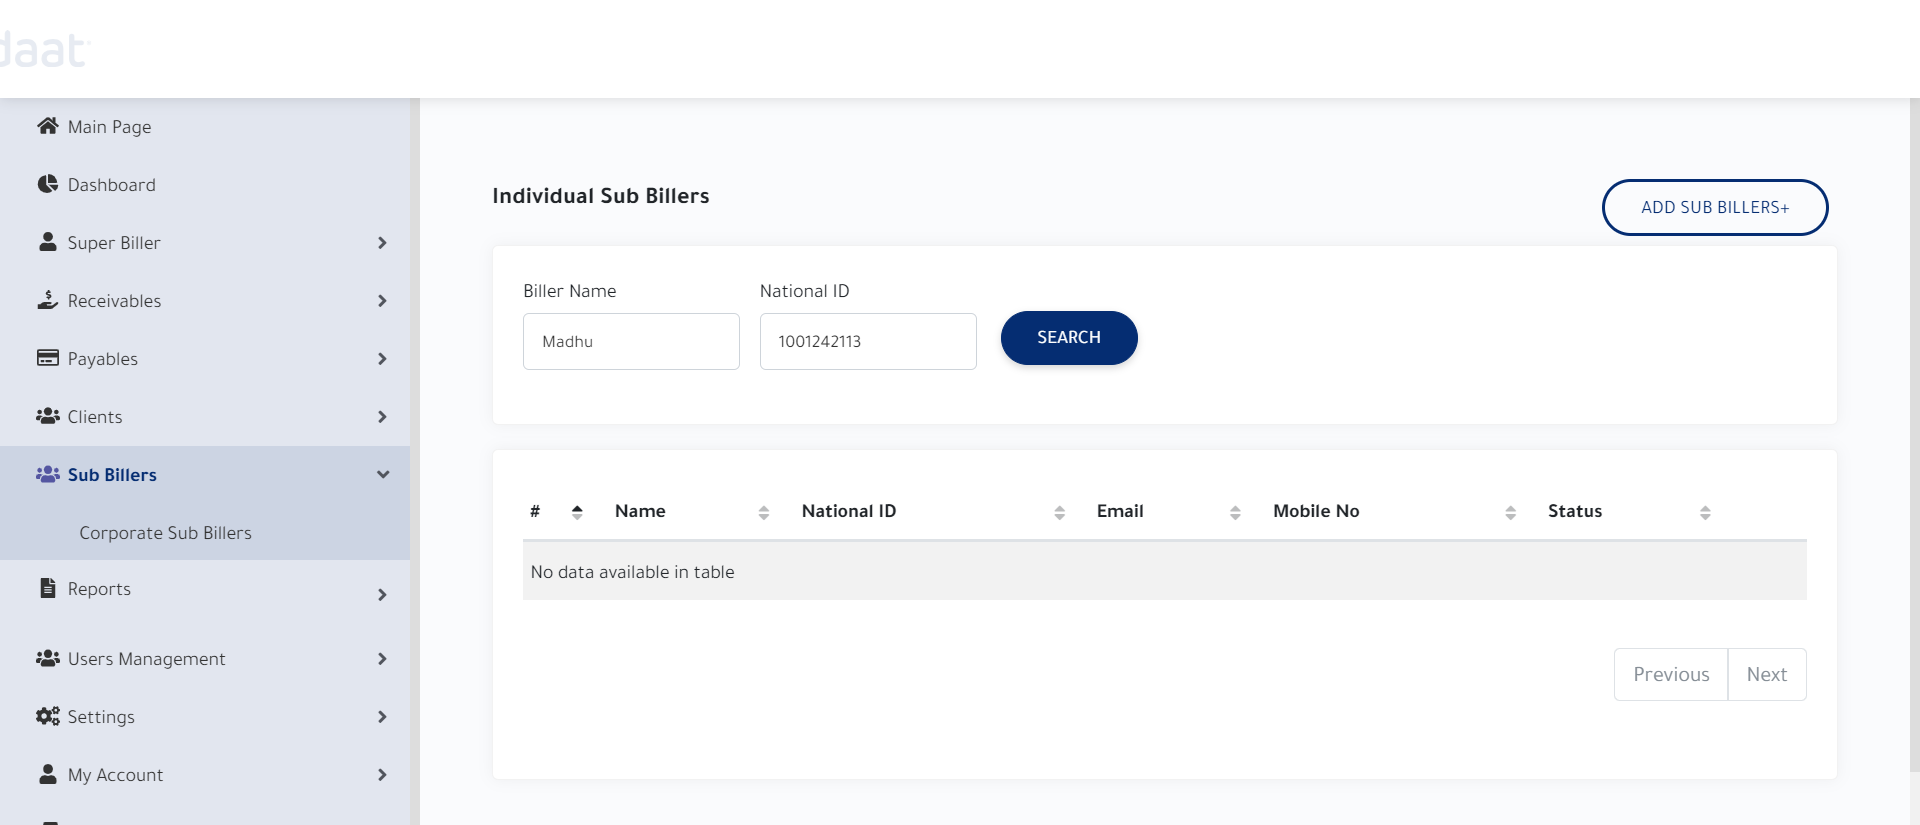 daat
Main Page
Dashboard
Super Biller
Receivables
Payables
Clients
Sub Billers
Corporate Sub Billers
Reports
Users Management
Settings
My Account
Individual Sub Billers
ADD SUB BILLERS+
Biller Name National ID
Madhu 1001242113 SEARCH
# Name National ID Email Mobile No Status
No data available in table
Previous Next